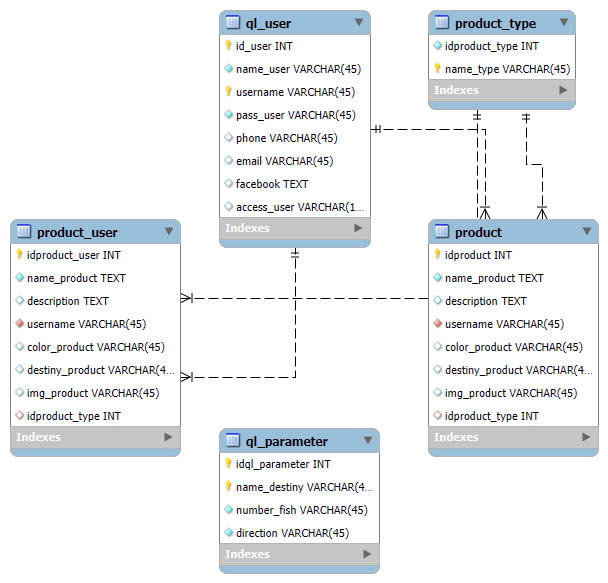 ql_user
id_user INT
name_user VARCHAR(45)
username VARCHAR(45)
pass_user VARCHAR(45)
phone VARCHAR(45)
email VARCHAR(45)
facebook TEXT
access_user VARCHAR(1...
Indexes
product_type
idproduct_type INT
name_type VARCHAR(45)
Indexes
product_user
idproduct_user INT
name_product TEXT
description TEXT
username VARCHAR(45)
color_product VARCHAR(45)
destiny_product VARCHAR(4...
img_product VARCHAR(45)
idproduct_type INT
Indexes
product
idproduct INT
name_product TEXT
description TEXT
username VARCHAR(45)
color_product VARCHAR(45)
destiny_product VARCHAR(4...
img_product VARCHAR(45)
idproduct_type INT
Indexes
ql_parameter
idql_parameter INT
name_destiny VARCHAR(4...
number_fish VARCHAR(45)
direction VARCHAR(45)
Indexes